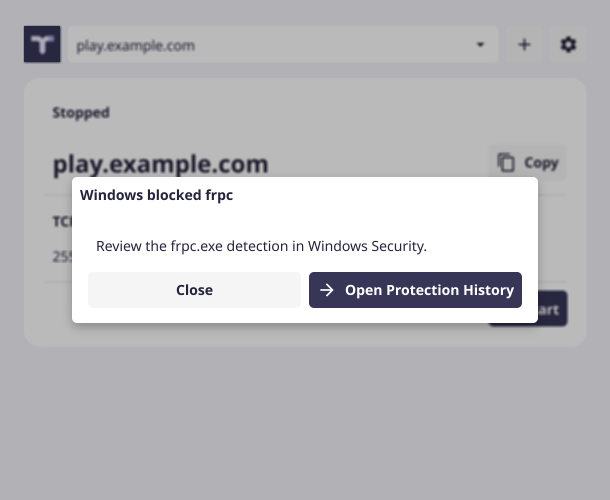 play.example.com
Stopped
play.example.com
Copy
Windows blocked frpc
Review the frpc.exe detection in Windows Security.
Close
Open Protection History